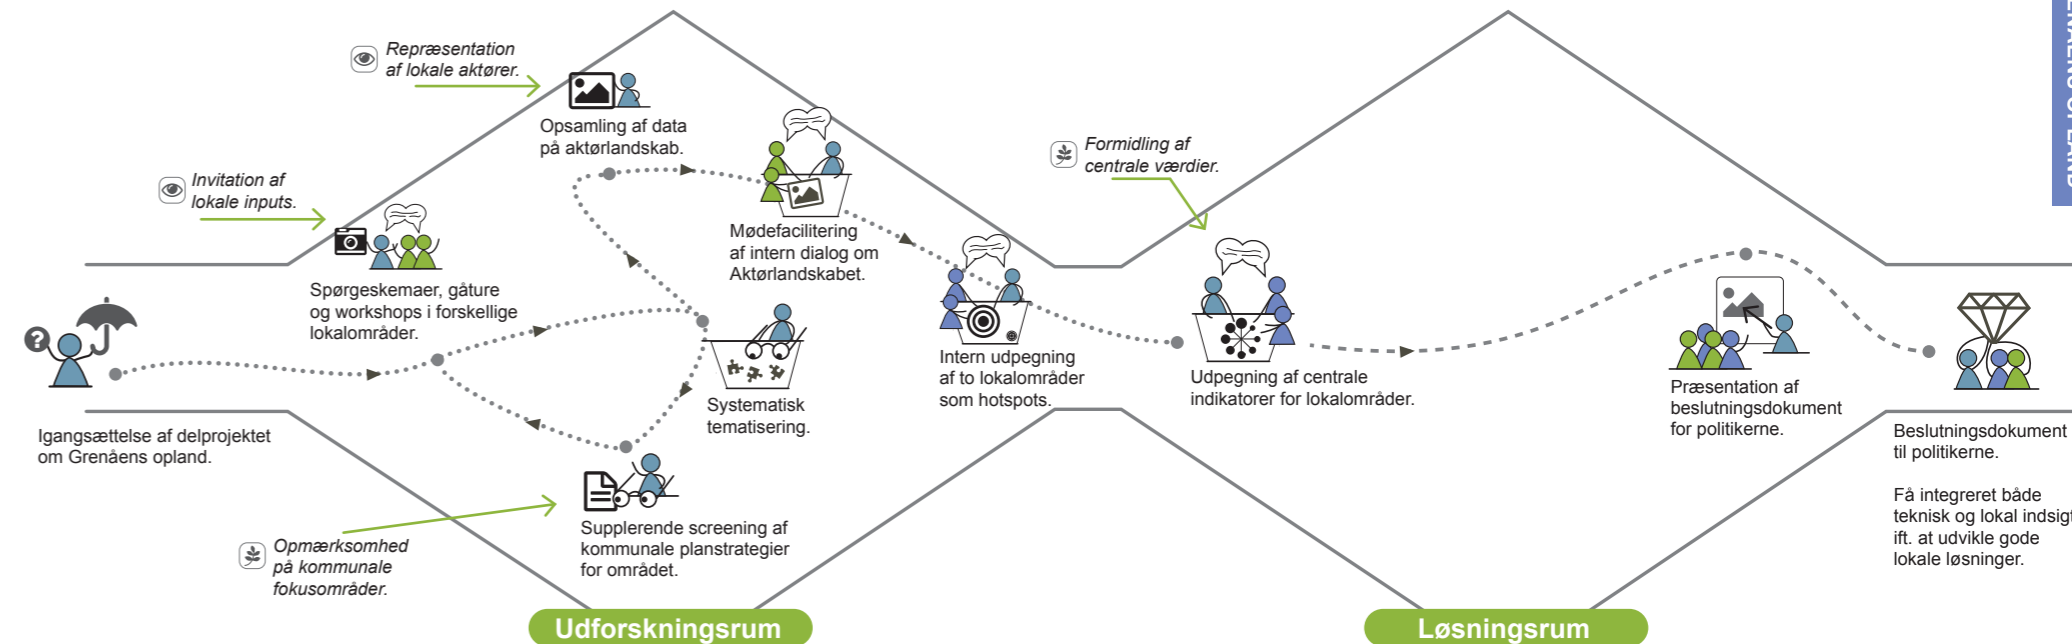 Repræsentation
af lokale aktører.
Invitation af
lokale inputs.
Opsamling af data
på aktørlandskab.
Formidling af
centrale værdier.
Spørgeskemaer, gåture
og workshops i forskellige
lokalområder.
Mødefacilitering
af intern dialog om
Aktørlandskabet.
?
Igangsættelse af delprojektet
om Grenåens opland.
Systematisk
tematisering.
Intern udpegning
af to lokalområder
som hotspots.
Udpegning af centrale
indikatorer for lokalområder.
Præsentation af
beslutningsdokument
for politikerne.
Beslutningsdokument
til politikerne.
Få integreret både
teknisk og lokal indsigt
ift. at udvikle gode
lokale løsninger.
Supplerende screening af
kommunale planstrategier
for området.
Opmærksomhed
på kommunale
fokusområder.
Udforskningsrum
Løsningsrum